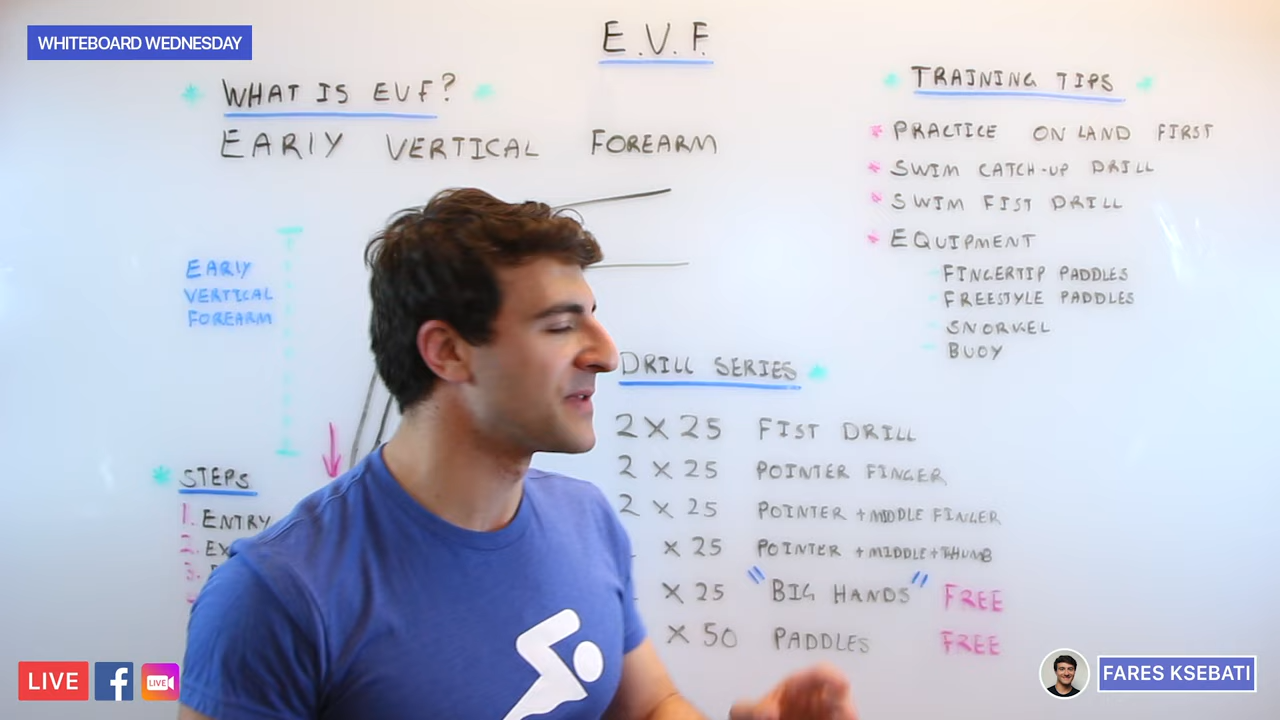 WHITEBOARD WEDNESDAY
E.V.F.
WHAT IS EVF?
EARLY VERTICAL FOREARM
EARLY
VERTICAL
FOREARM
STEPS
1. ENTRY
2. EX
3.
DRILL SERIES
2 X 25 FIST DRILL
2 X 25 POINTER FINGER
2 X 25 POINTER + MIDDLE FINGER
X 25 POINTER + MIDDLE + THUMB
X 25 "BIG HANDS" FREE
X 50 PADDLES FREE
TRAINING TIPS
* PRACTICE ON LAND FIRST
* SWIM CATCH-UP DRILL
* SWIM FIST DRILL
* EQUIPMENT
- FINGERTIP PADDLES
- FREESTYLE PADDLES
- SNORKEL
- BUOY
LIVE
LIVE
FARES KSEBATI